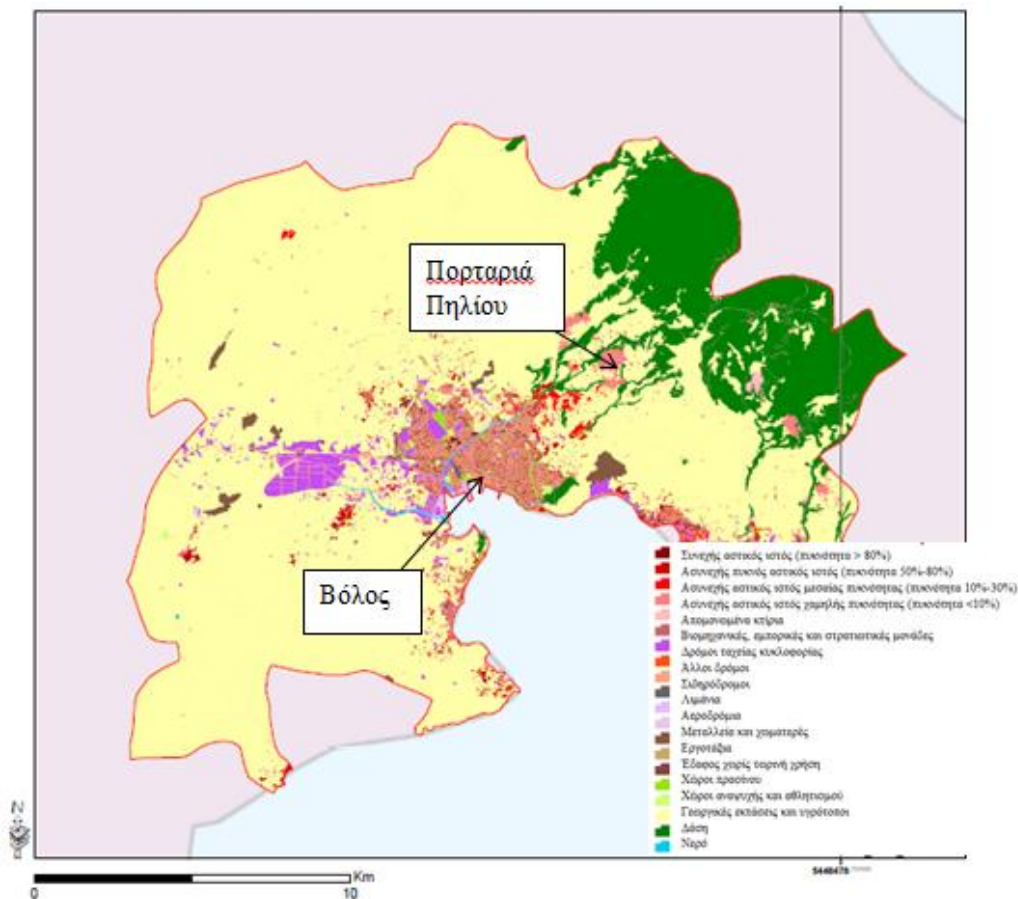 Πορταριά
Πηλίου
Βόλος
Συνεχής αστικός ιστός (πυκνότητα > 80%)
Ασυνεχής πυκνός αστικός ιστός (πυκνότητα 50%-80%)
Ασυνεχής αστικός ιστός μεσαίας πυκνότητας (πυκνότητα 10%-30%)
Ασυνεχής αστικός ιστός χαμηλής πυκνότητας (πυκνότητα <10%)
Απομονωμένα κτίρια
Βιομηχανικές, εμπορικές και στρατιωτικές μονάδες
Δρόμοι ταχείας κυκλοφορίας
Άλλοι δρόμοι
Σιδηρόδρομοι
Λιμάνια
Αεροδρόμια
Μεταλλεία και χωματερές
Εργοτάξια
Έδαφος χωρίς τωρινή χρήση
Χώροι πρασίνου
Χώροι αναψυχής και αθλητισμού
Γεωργικές εκτάσεις και υγρότοποι
Δάση
Νερό
Km
0 10